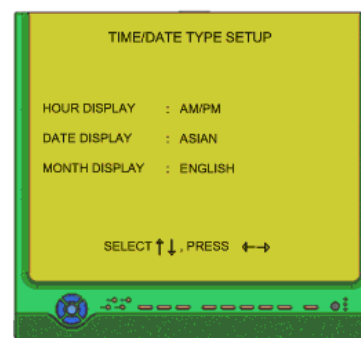 TIME/DATE TYPE SETUP
HOUR DISPLAY : AM/PM
DATE DISPLAY : ASIAN
MONTH DISPLAY : ENGLISH
SELECT ↑↓, PRESS ←→